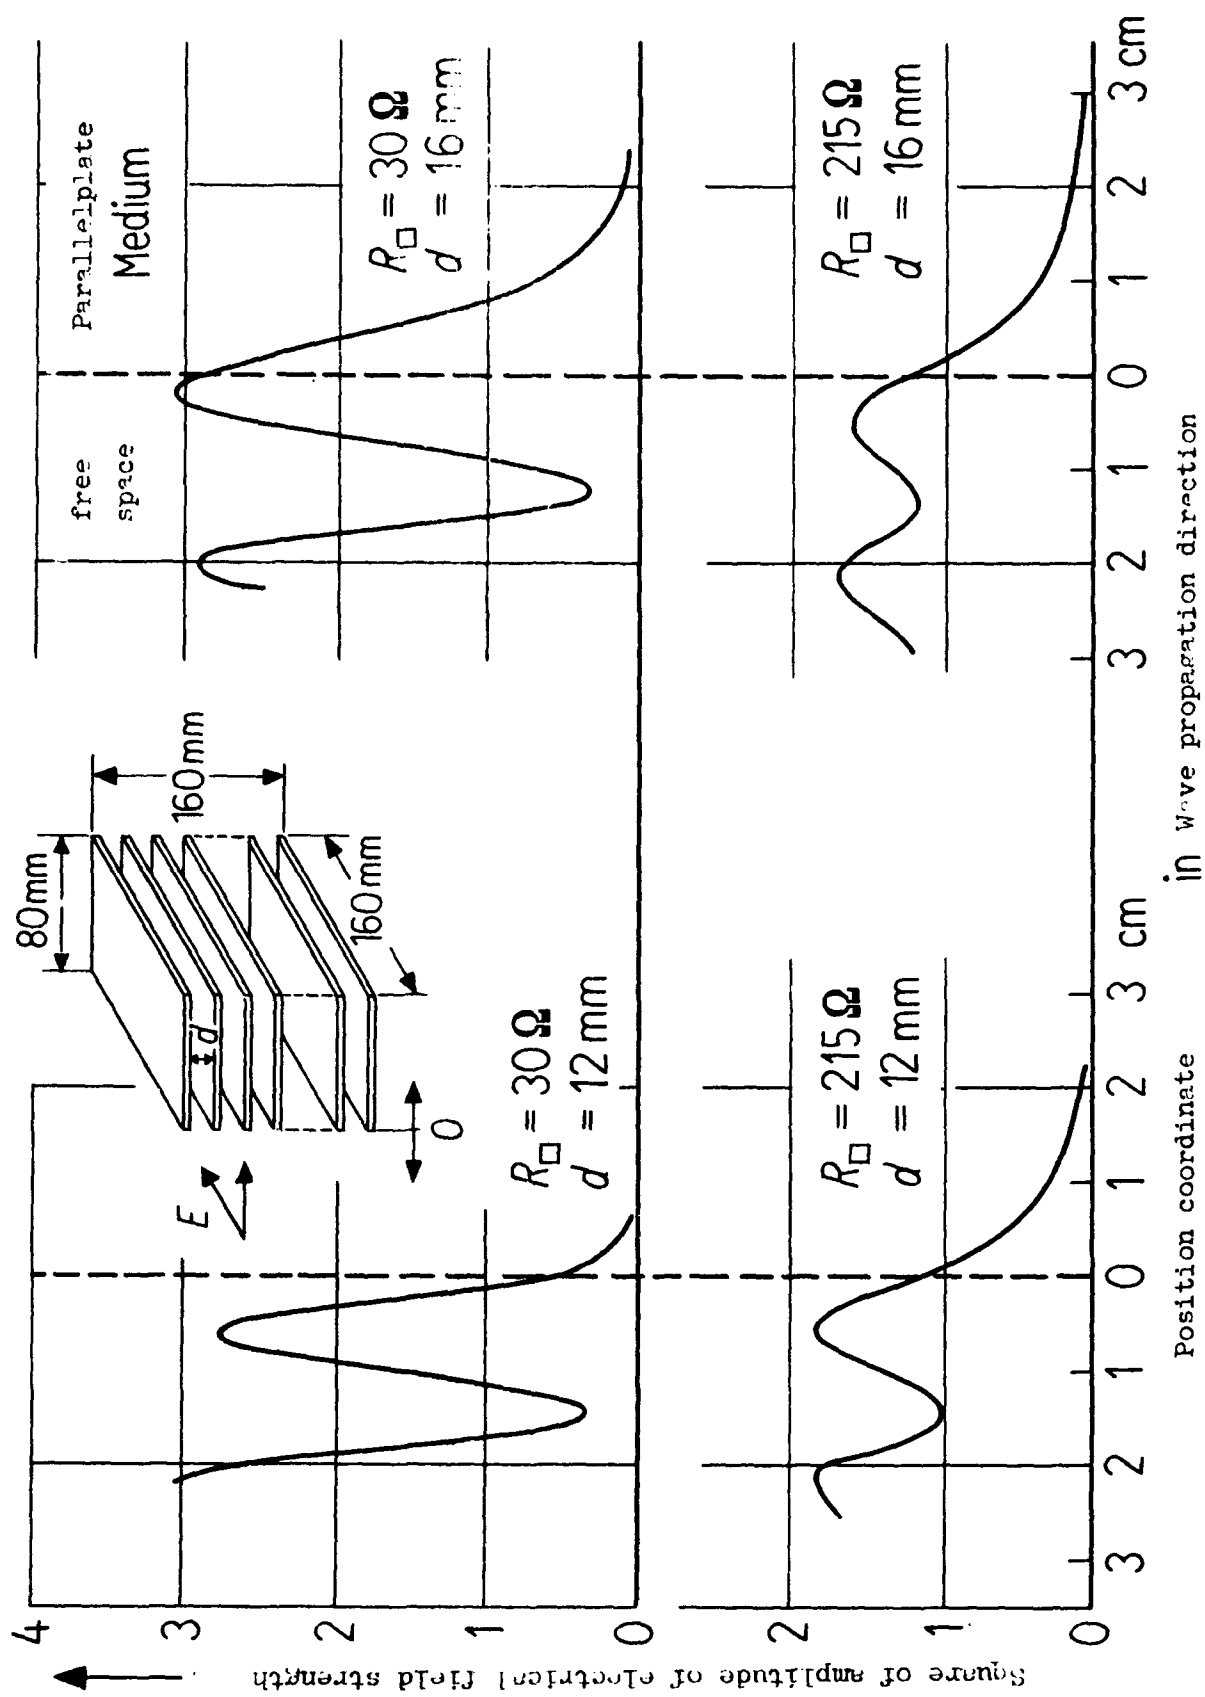 Square of amplitude of electrical field strength
4
3
2
1
0
2
1
0
E
d
0
80mm
160mm
160mm
R□ = 30 Ω
d = 12 mm
R□ = 215 Ω
d = 12 mm
free
space
Parallelplate
Medium
R□ = 30 Ω
d = 16 mm
R□ = 215 Ω
d = 16 mm
3 2 1 0 1 2 3 cm
3 2 1 0 1 2 3 cm
Position coordinate in Wave propagation direction